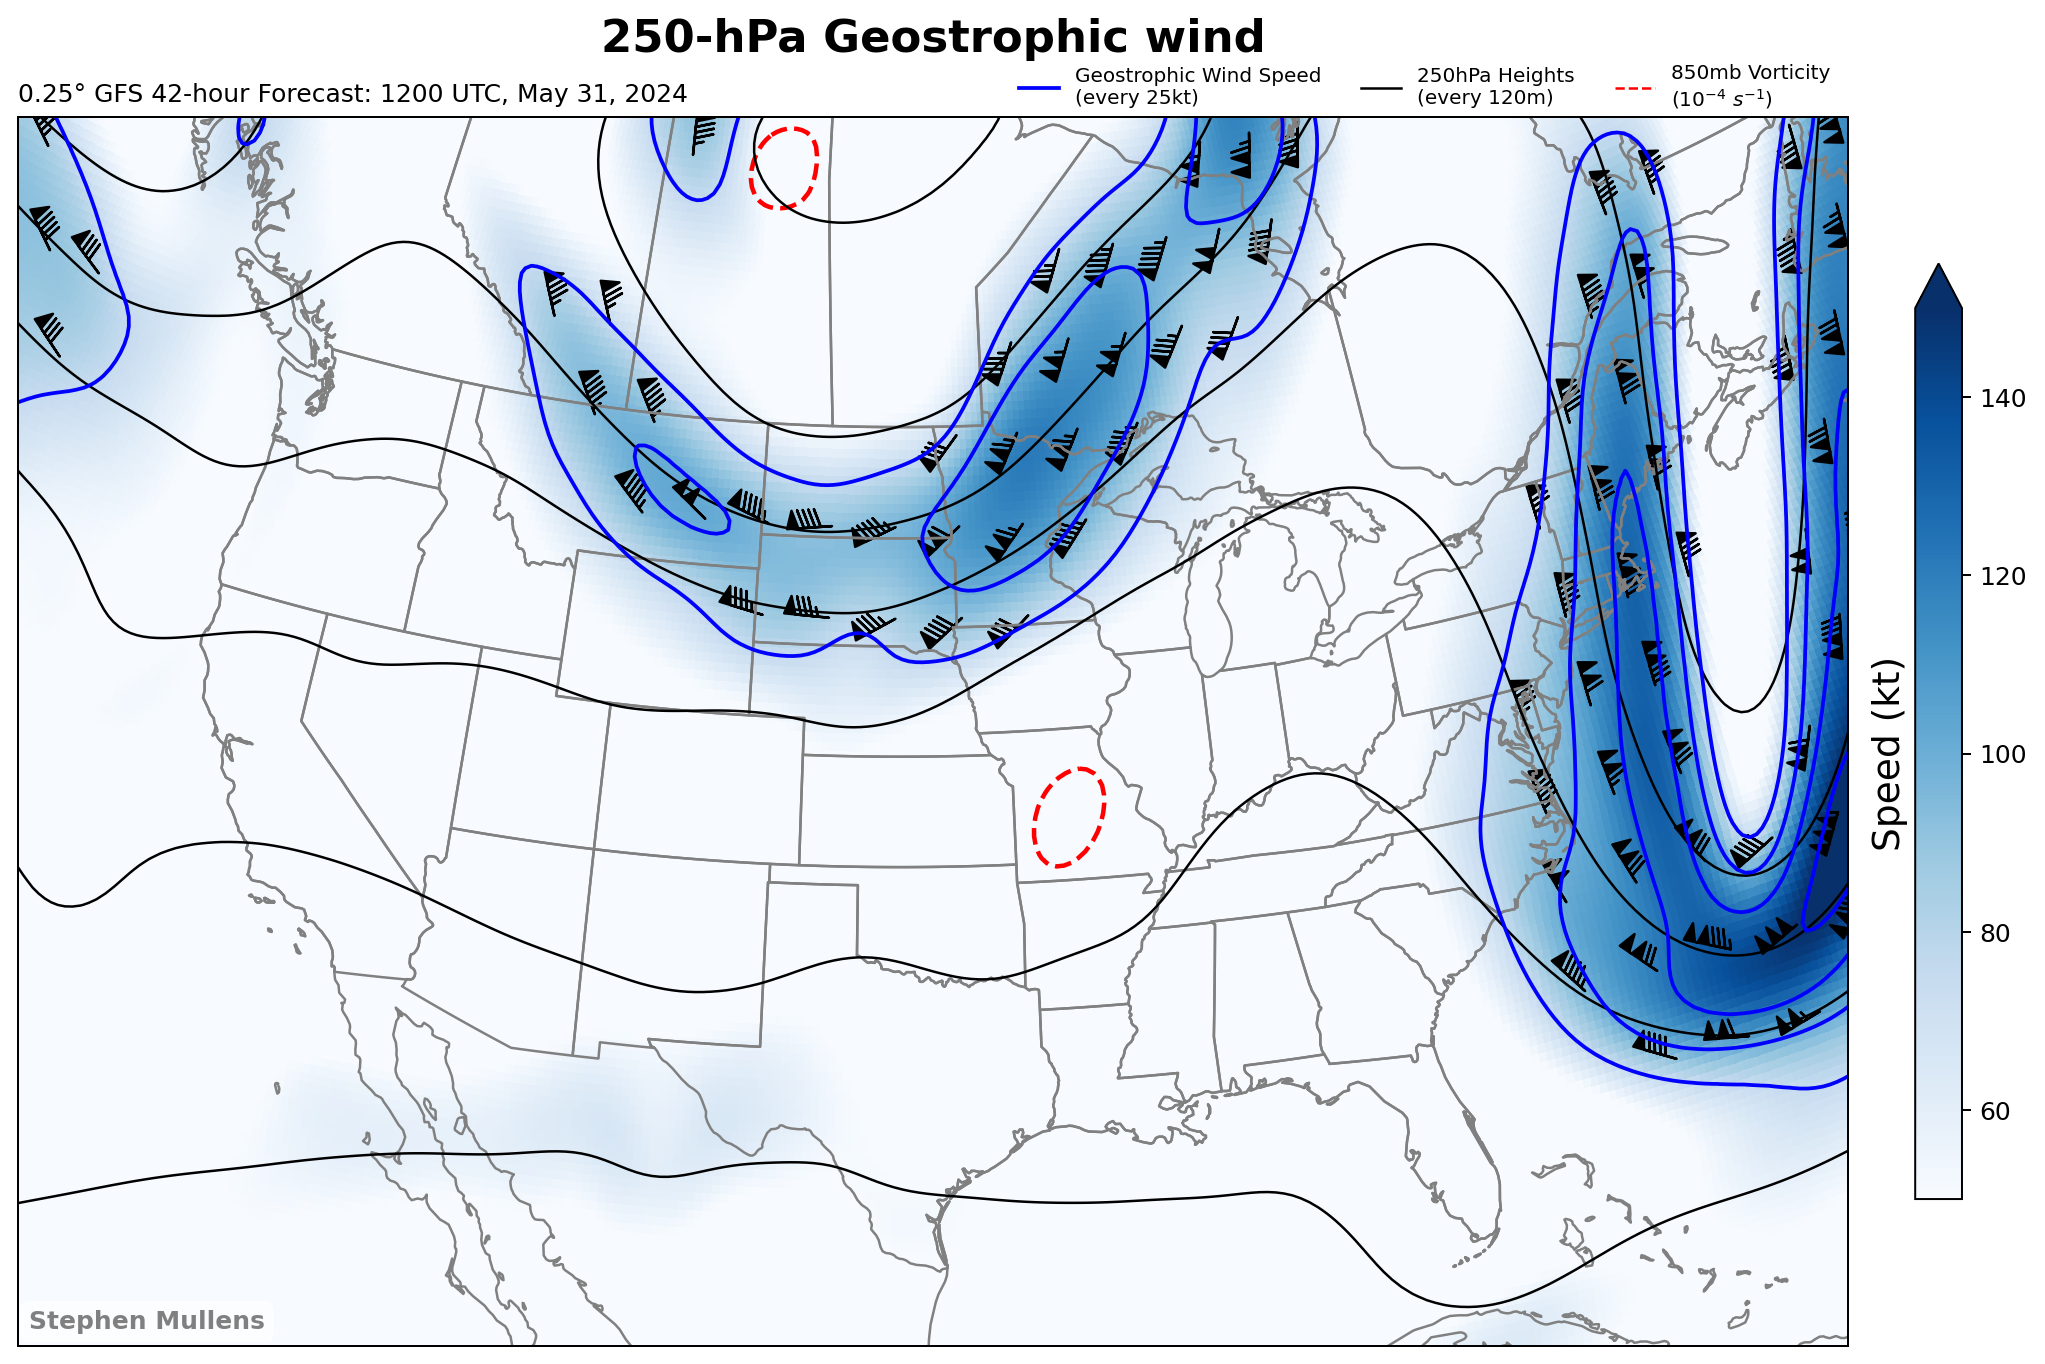 250-hPa Geostrophic wind
0.25° GFS 42-hour Forecast: 1200 UTC, May 31, 2024
Geostrophic Wind Speed
(every 25kt)
250hPa Heights
(every 120m)
850mb Vorticity
(10⁻⁴ s⁻¹)
140
120
100
80
60
Speed (kt)
Stephen Mullens